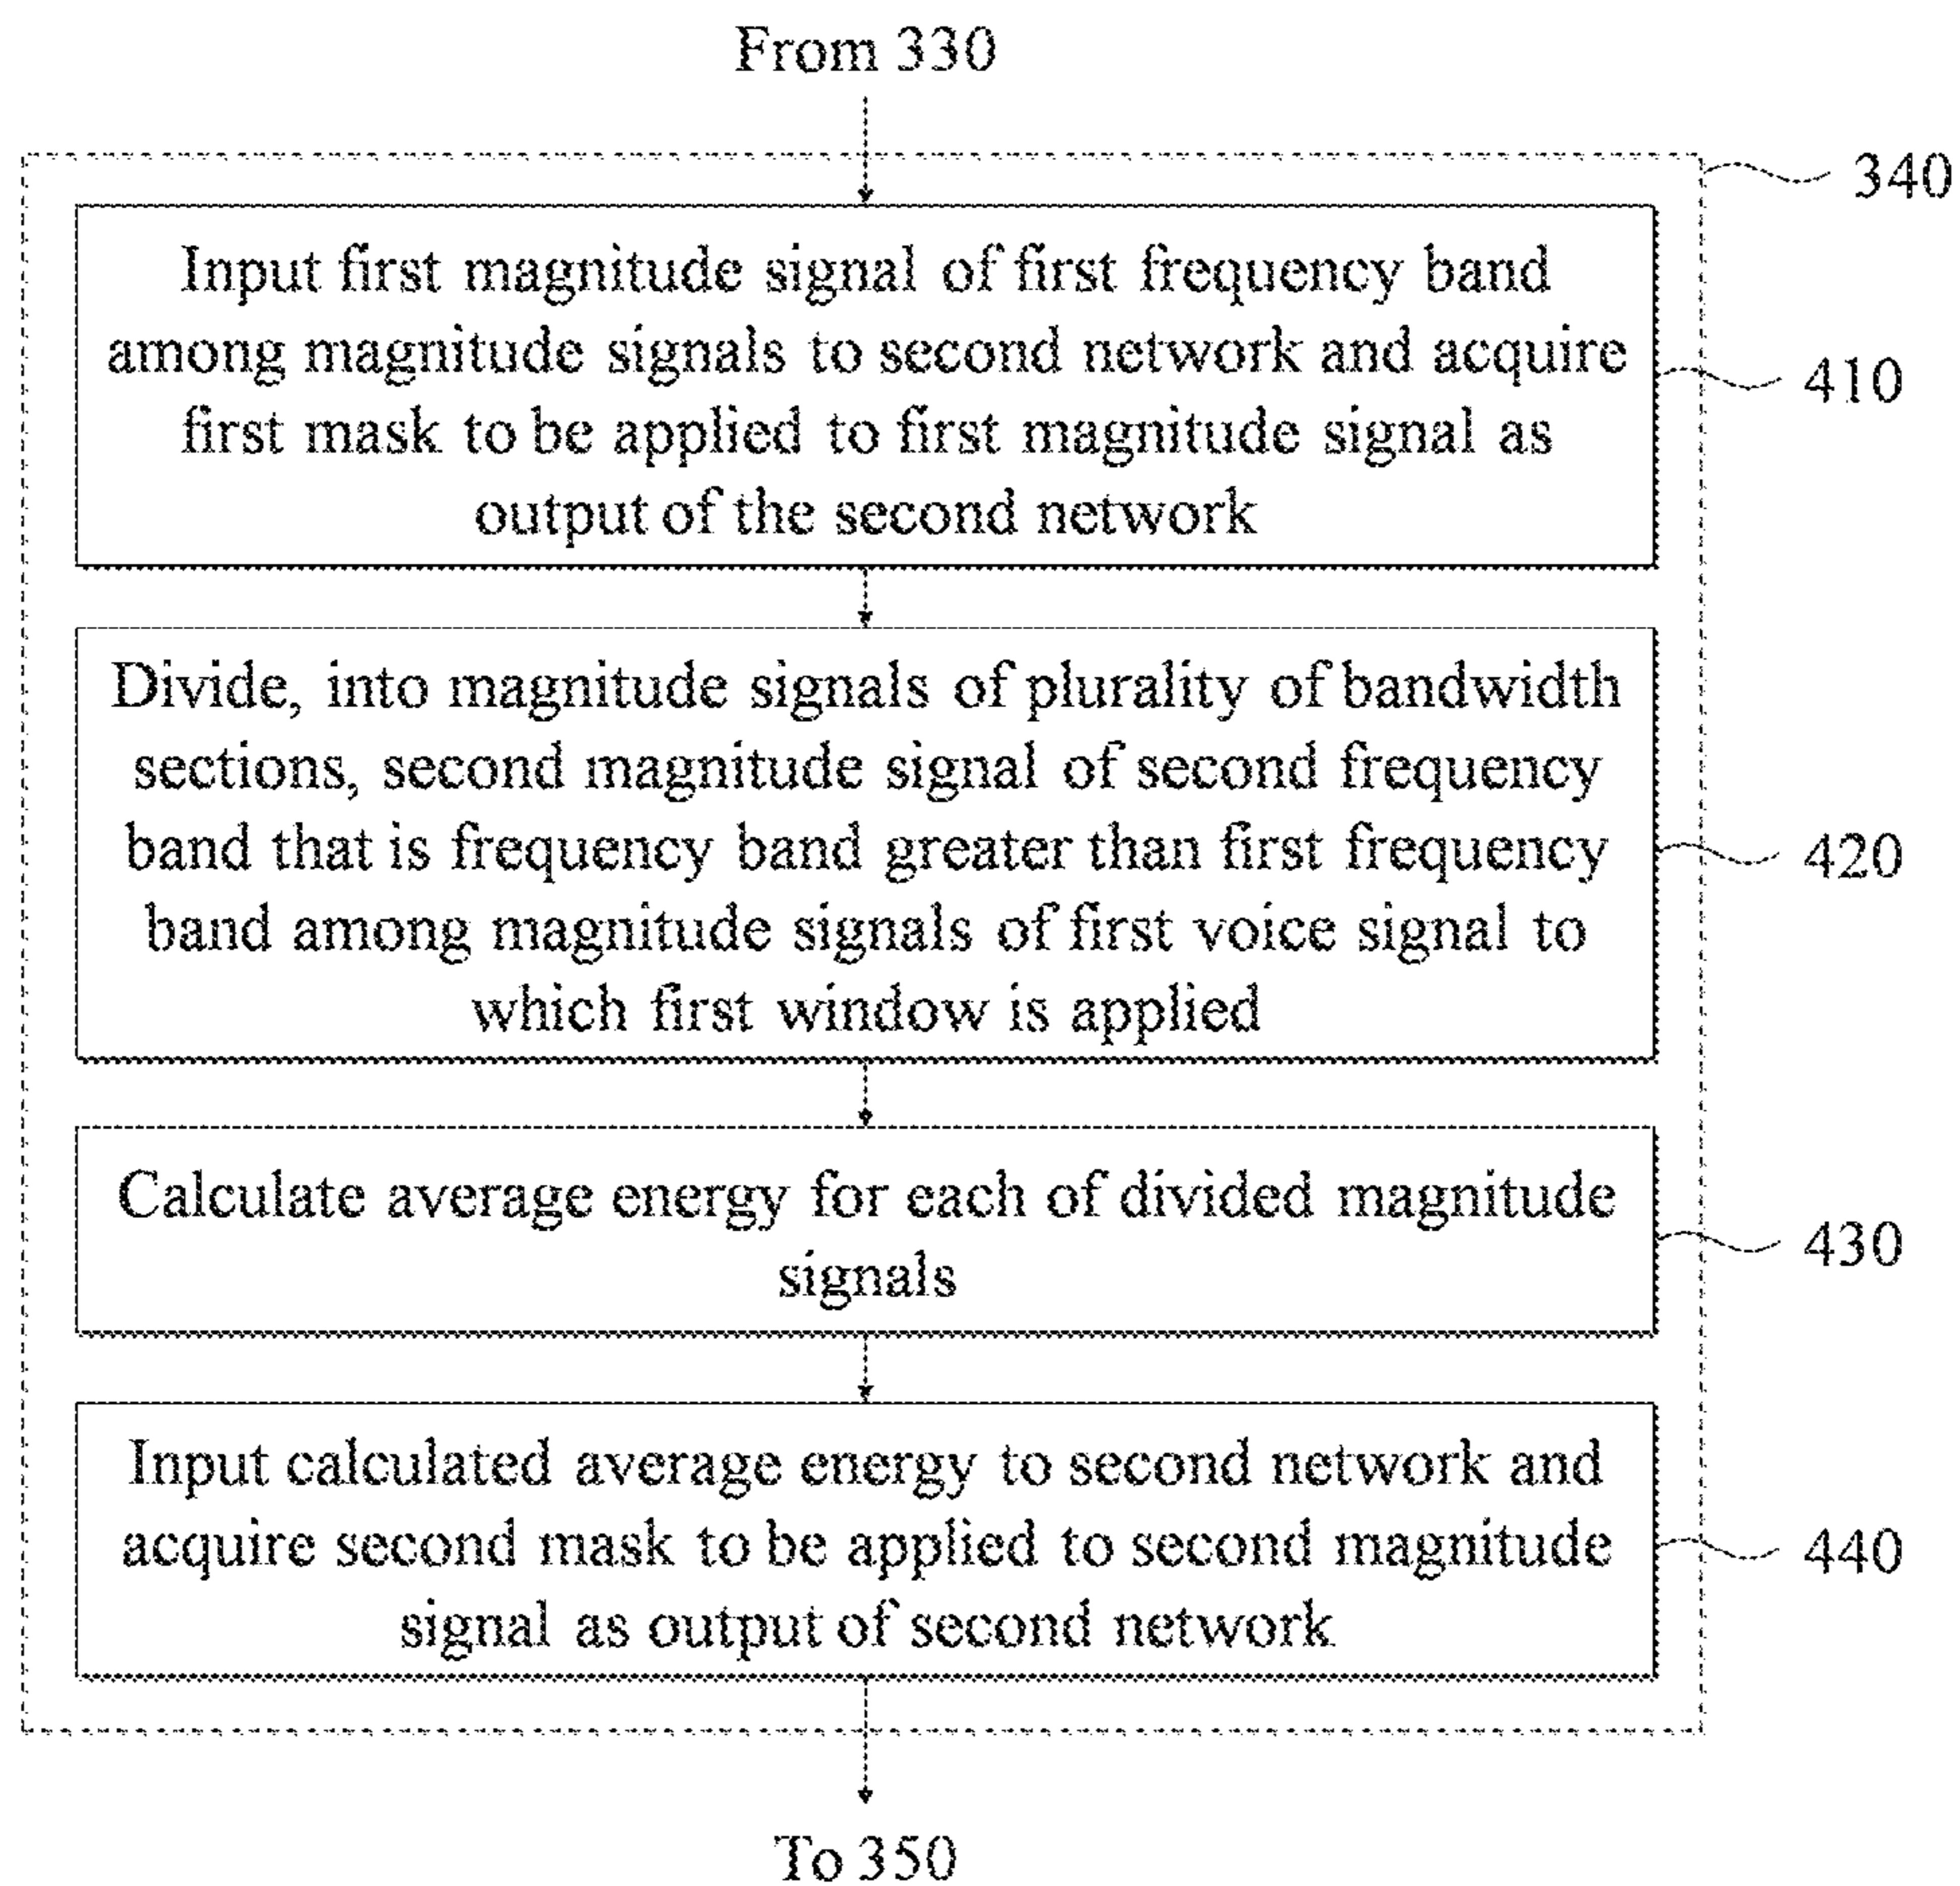 From 330
340
Input first magnitude signal of first frequency band
among magnitude signals to second network and acquire
first mask to be applied to first magnitude signal as
output of the second network
410
Divide, into magnitude signals of plurality of bandwidth
sections, second magnitude signal of second frequency
band that is frequency band greater than first frequency
band among magnitude signals of first voice signal to
which first window is applied
420
Calculate average energy for each of divided magnitude
signals
430
Input calculated average energy to second network and
acquire second mask to be applied to second magnitude
signal as output of second network
440
To 350